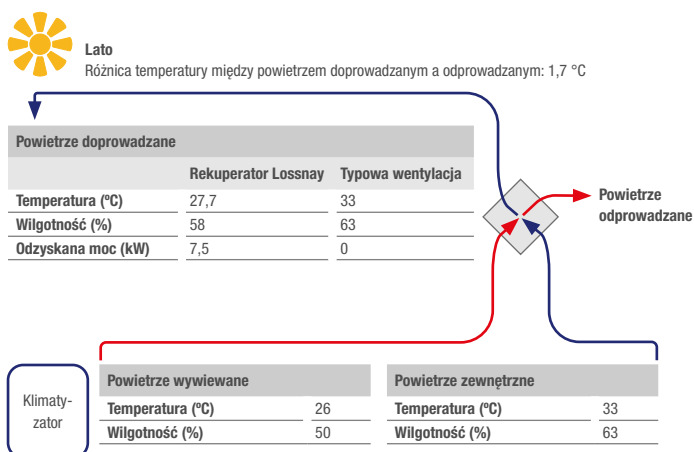 Lato
Różnica temperatury między powietrzem doprowadzanym a odprowadzanym: 1,7 °C
Powietrze doprowadzane
Rekuperator Lossnay Typowa wentylacja
Temperatura (ºC) 27,7 33
Wilgotność (%) 58 63
Odzyskana moc (kW) 7,5 0
Powietrze
odprowadzane
Klimaty-
zator
Powietrze wywiewane
Temperatura (ºC) 26
Wilgotność (%) 50
Powietrze zewnętrzne
Temperatura (ºC) 33
Wilgotność (%) 63